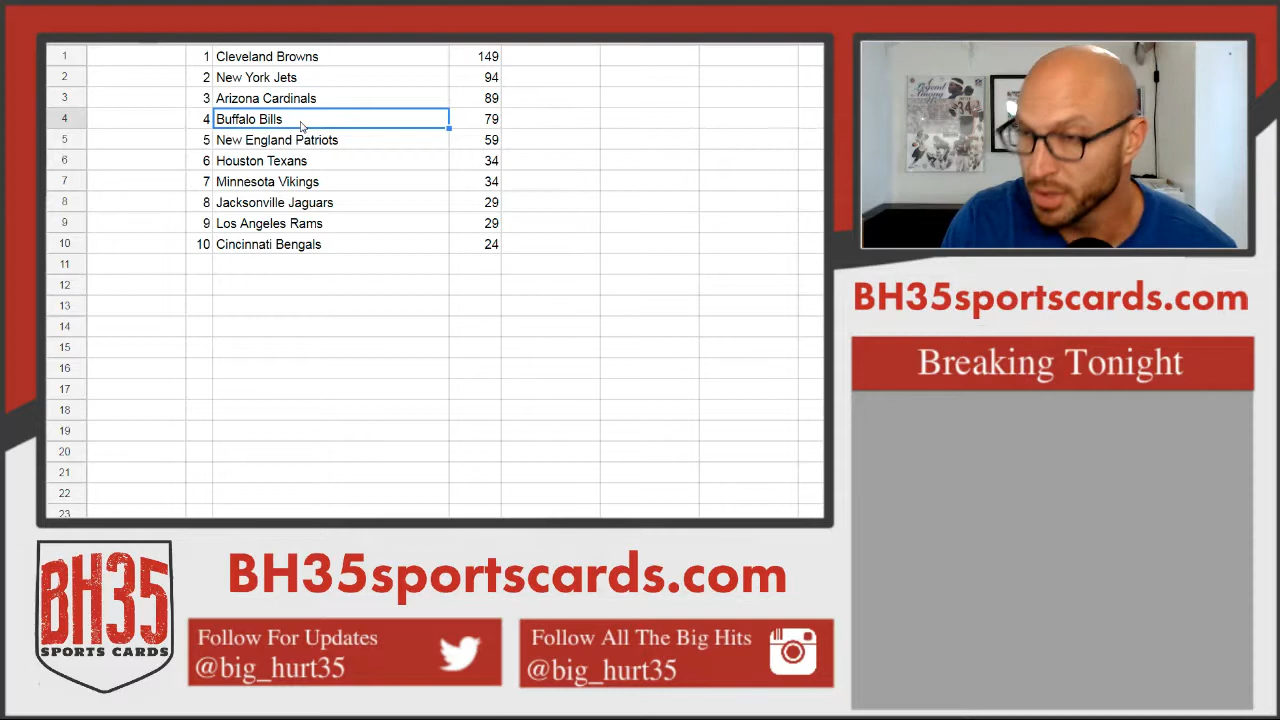 1 1 Cleveland Browns 149
2 2 New York Jets 94
3 3 Arizona Cardinals 89
4 4 Buffalo Bills 79
5 5 New England Patriots 59
6 6 Houston Texans 34
7 7 Minnesota Vikings 34
8 8 Jacksonville Jaguars 29
9 9 Los Angeles Rams 29
10 10 Cincinnati Bengals 24
11
12
13
14
15
16
17
18
19
20
21
22
23
34
BH35sportscards.com
Breaking Tonight
BH35
SPORTS CARDS
BH35sportscards.com
Follow For Updates
@big_hurt35
Follow All The Big Hits
@big_hurt35